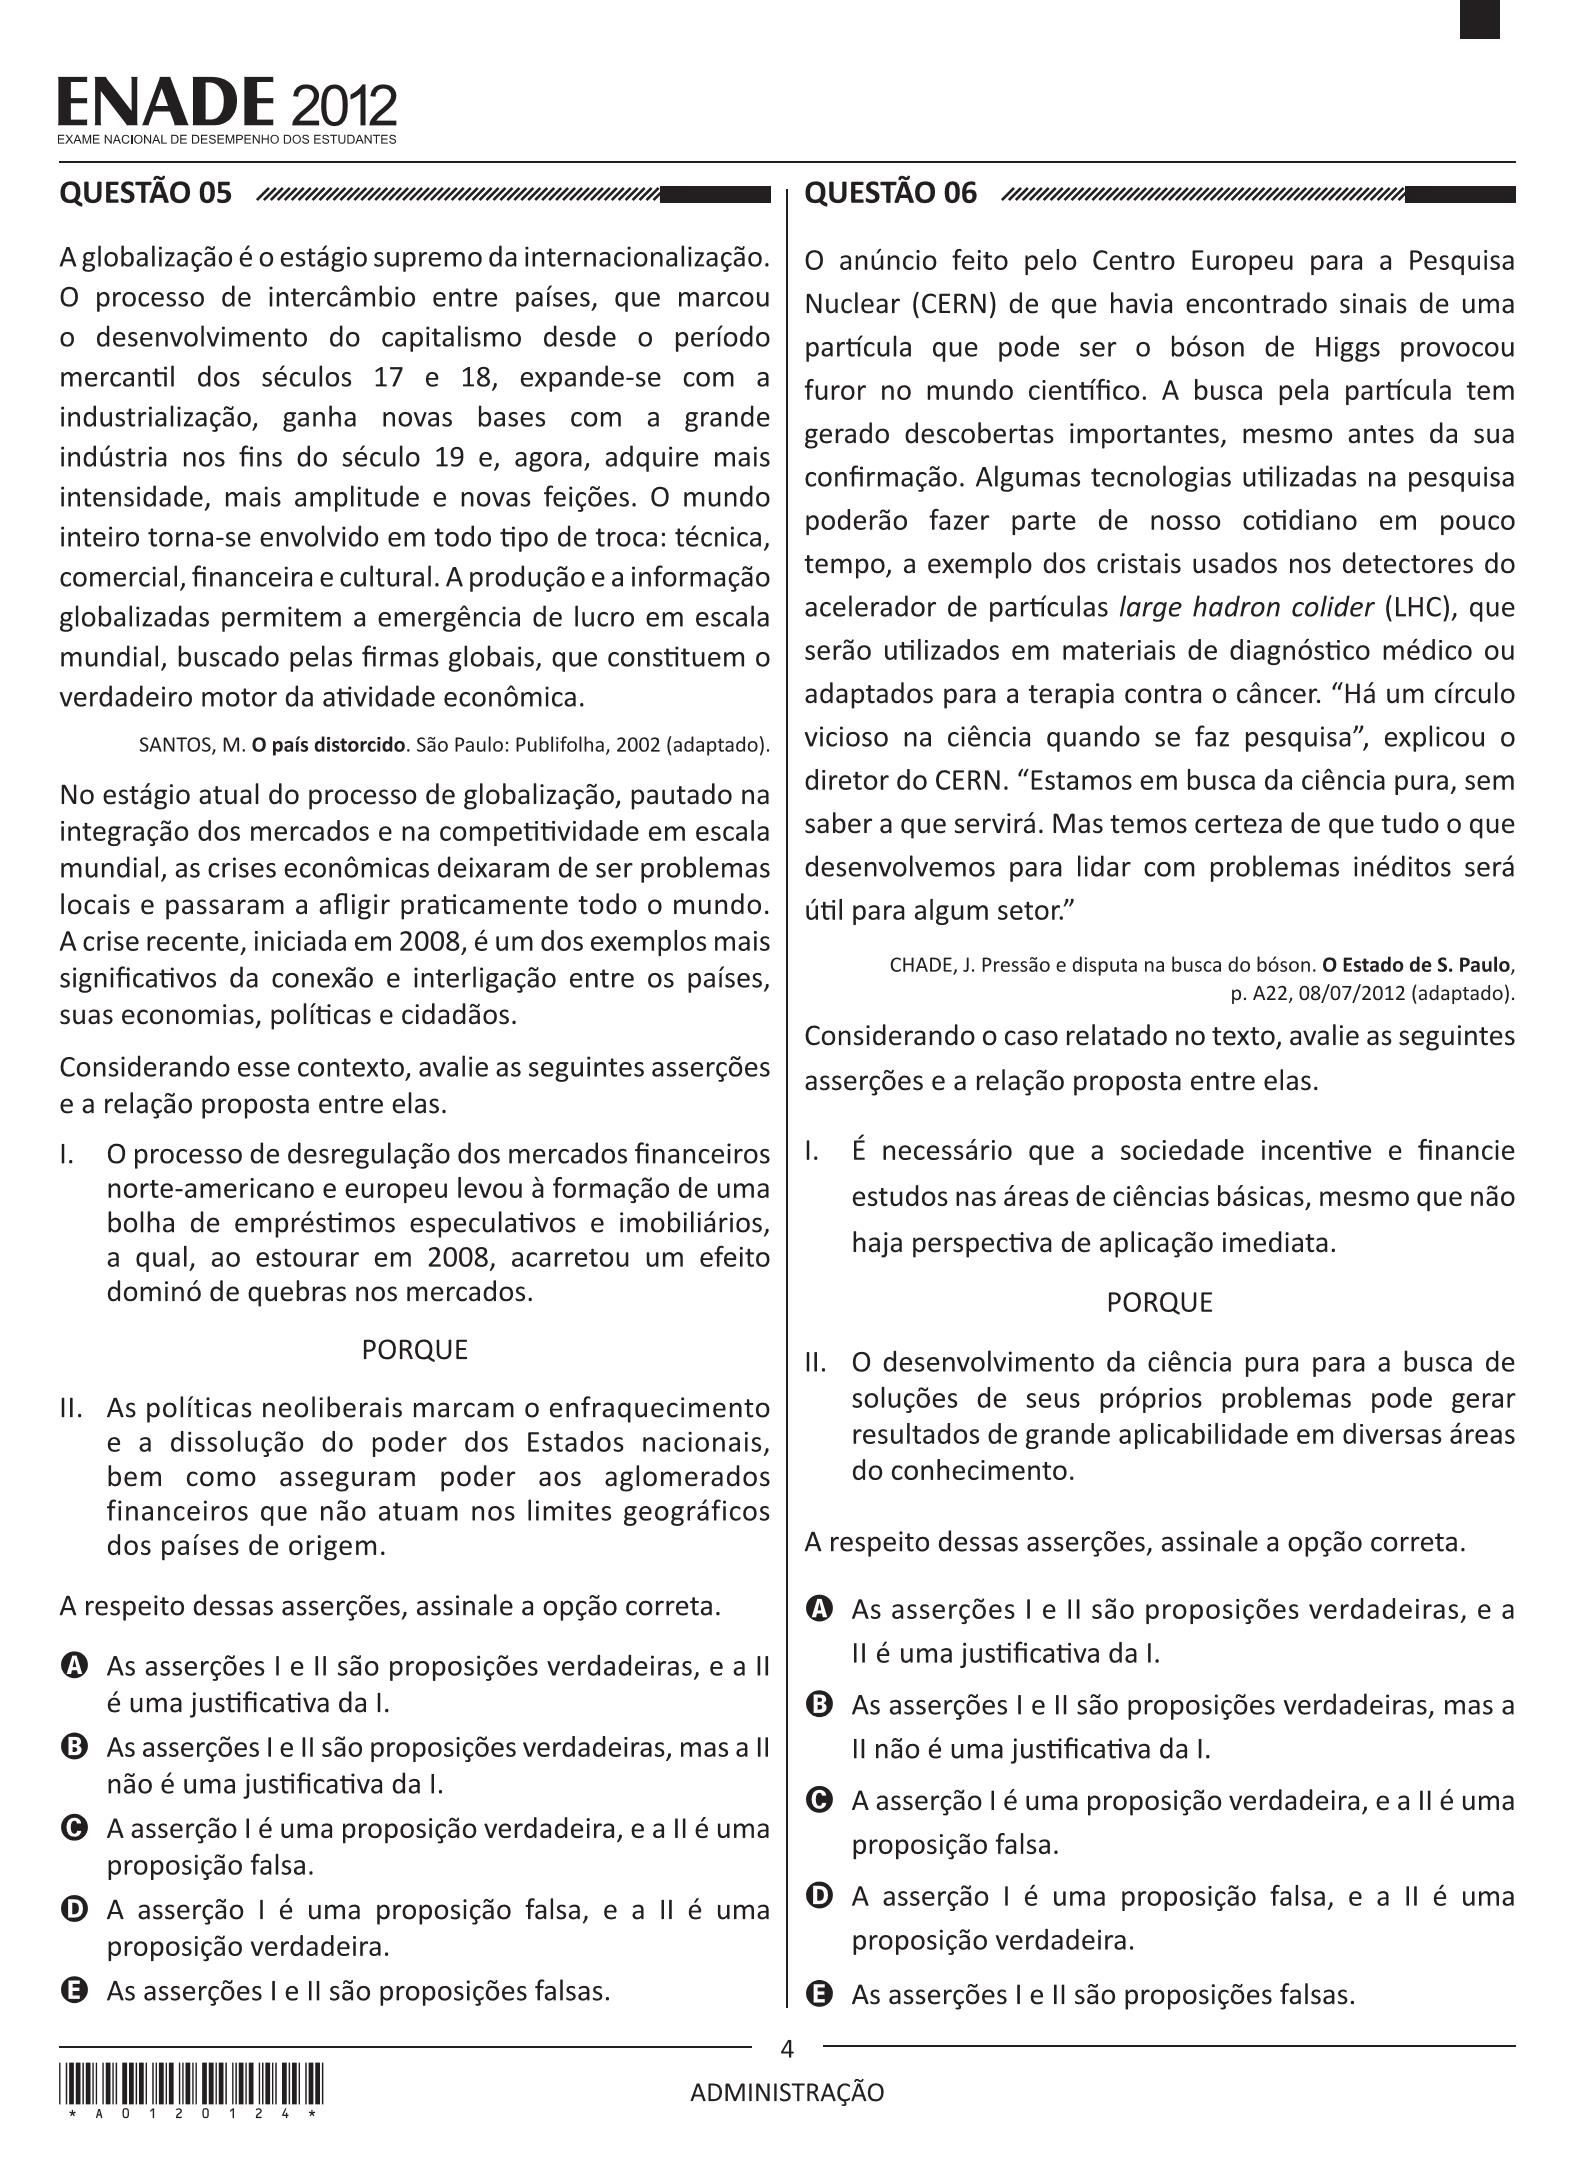 ENADE 2012
EXAME NACIONAL DE DESEMPENHO DOS ESTUDANTES
QUESTÃO 05
A globalização é o estágio supremo da internacionalização.
O processo de intercâmbio entre países, que marcou
o desenvolvimento do capitalismo desde o período
mercantil dos séculos 17 e 18, expande-se com a
industrialização, ganha novas bases com a grande
indústria nos fins do século 19 e, agora, adquire mais
intensidade, mais amplitude e novas feições. O mundo
inteiro torna-se envolvido em todo tipo de troca: técnica,
comercial, financeira e cultural. A produção e a informação
globalizadas permitem a emergência de lucro em escala
mundial, buscado pelas firmas globais, que constituem o
verdadeiro motor da atividade econômica.
SANTOS, M. O país distorcido. São Paulo: Publifolha, 2002 (adaptado).
No estágio atual do processo de globalização, pautado na
integração dos mercados e na competitividade em escala
mundial, as crises econômicas deixaram de ser problemas
locais e passaram a afligir praticamente todo o mundo.
A crise recente, iniciada em 2008, é um dos exemplos mais
significativos da conexão e interligação entre os países,
suas economias, políticas e cidadãos.
Considerando esse contexto, avalie as seguintes asserções
e a relação proposta entre elas.
I. O processo de desregulação dos mercados financeiros
norte-americano e europeu levou à formação de uma
bolha de empréstimos especulativos e imobiliários,
a qual, ao estourar em 2008, acarretou um efeito
dominó de quebras nos mercados.
PORQUE
II. As políticas neoliberais marcam o enfraquecimento
e a dissolução do poder dos Estados nacionais,
bem como asseguram poder aos aglomerados
financeiros que não atuam nos limites geográficos
dos países de origem.
A respeito dessas asserções, assinale a opção correta.
A As asserções I e II são proposições verdadeiras, e a II
é uma justificativa da I.
B As asserções I e II são proposições verdadeiras, mas a II
não é uma justificativa da I.
C A asserção I é uma proposição verdadeira, e a II é uma
proposição falsa.
D A asserção I é uma proposição falsa, e a II é uma
proposição verdadeira.
E As asserções I e II são proposições falsas.
QUESTÃO 06
O anúncio feito pelo Centro Europeu para a Pesquisa
Nuclear (CERN) de que havia encontrado sinais de uma
partícula que pode ser o bóson de Higgs provocou
furor no mundo científico. A busca pela partícula tem
gerado descobertas importantes, mesmo antes da sua
confirmação. Algumas tecnologias utilizadas na pesquisa
poderão fazer parte de nosso cotidiano em pouco
tempo, a exemplo dos cristais usados nos detectores do
acelerador de partículas large hadron colider (LHC), que
serão utilizados em materiais de diagnóstico médico ou
adaptados para a terapia contra o câncer. “Há um círculo
vicioso na ciência quando se faz pesquisa”, explicou o
diretor do CERN. “Estamos em busca da ciência pura, sem
saber a que servirá. Mas temos certeza de que tudo o que
desenvolvemos para lidar com problemas inéditos será
útil para algum setor.”
CHADE, J. Pressão e disputa na busca do bóson. O Estado de S. Paulo,
p. A22, 08/07/2012 (adaptado).
Considerando o caso relatado no texto, avalie as seguintes
asserções e a relação proposta entre elas.
I. É necessário que a sociedade incentive e financie
estudos nas áreas de ciências básicas, mesmo que não
haja perspectiva de aplicação imediata.
PORQUE
II. O desenvolvimento da ciência pura para a busca de
soluções de seus próprios problemas pode gerar
resultados de grande aplicabilidade em diversas áreas
do conhecimento.
A respeito dessas asserções, assinale a opção correta.
A As asserções I e II são proposições verdadeiras, e a
II é uma justificativa da I.
B As asserções I e II são proposições verdadeiras, mas a
II não é uma justificativa da I.
C A asserção I é uma proposição verdadeira, e a II é uma
proposição falsa.
D A asserção I é uma proposição falsa, e a II é uma
proposição verdadeira.
E As asserções I e II são proposições falsas.
4
ADMINISTRAÇÃO
* A 0 1 2 0 1 2 4 *